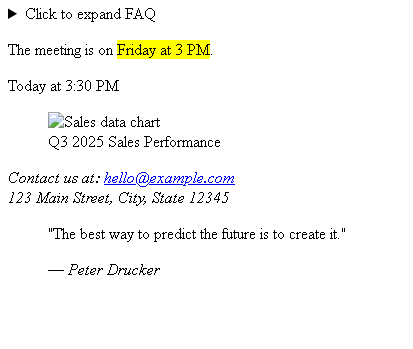 Click to expand FAQ
The meeting is on Friday at 3 PM.
Today at 3:30 PM
Sales data chart
Q3 2025 Sales Performance
Contact us at: hello@example.com
123 Main Street, City, State 12345
"The best way to predict the future is to create it."
— Peter Drucker